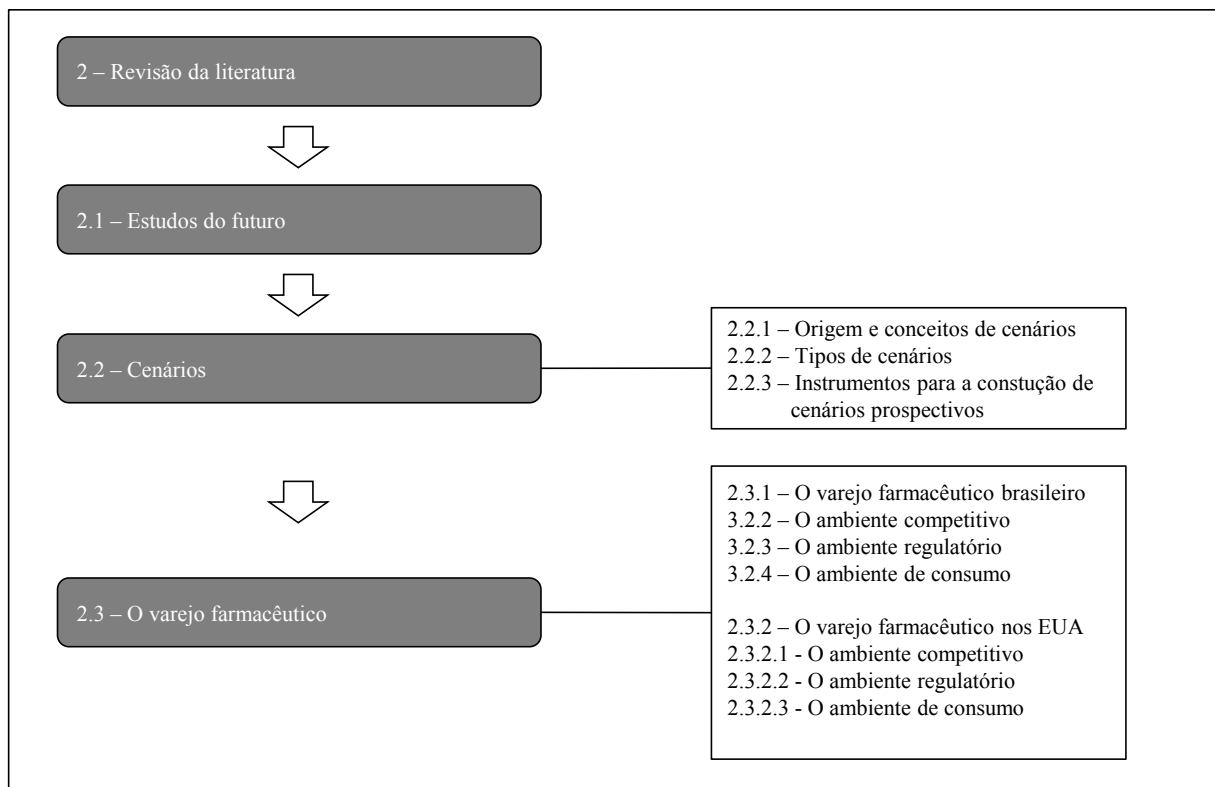 2 – Revisão da literatura
2.1 – Estudos do futuro
2.2 – Cenários
2.2.1 – Origem e conceitos de cenários
2.2.2 – Tipos de cenários
2.2.3 – Instrumentos para a constução de
cenários prospectivos
2.3 – O varejo farmacêutico
2.3.1 – O varejo farmacêutico brasileiro
3.2.2 – O ambiente competitivo
3.2.3 – O ambiente regulatório
3.2.4 – O ambiente de consumo
2.3.2 – O varejo farmacêutico nos EUA
2.3.2.1 - O ambiente competitivo
2.3.2.2 - O ambiente regulatório
2.3.2.3 - O ambiente de consumo